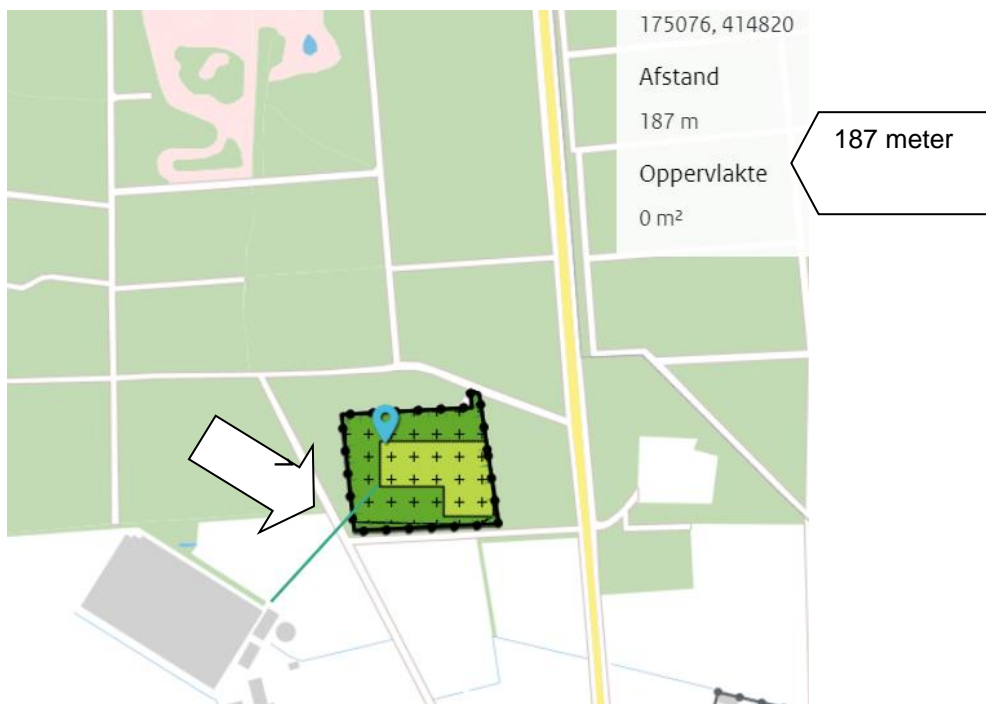 175076, 414820
Afstand
187 m
187 meter
Oppervlakte
0 m²